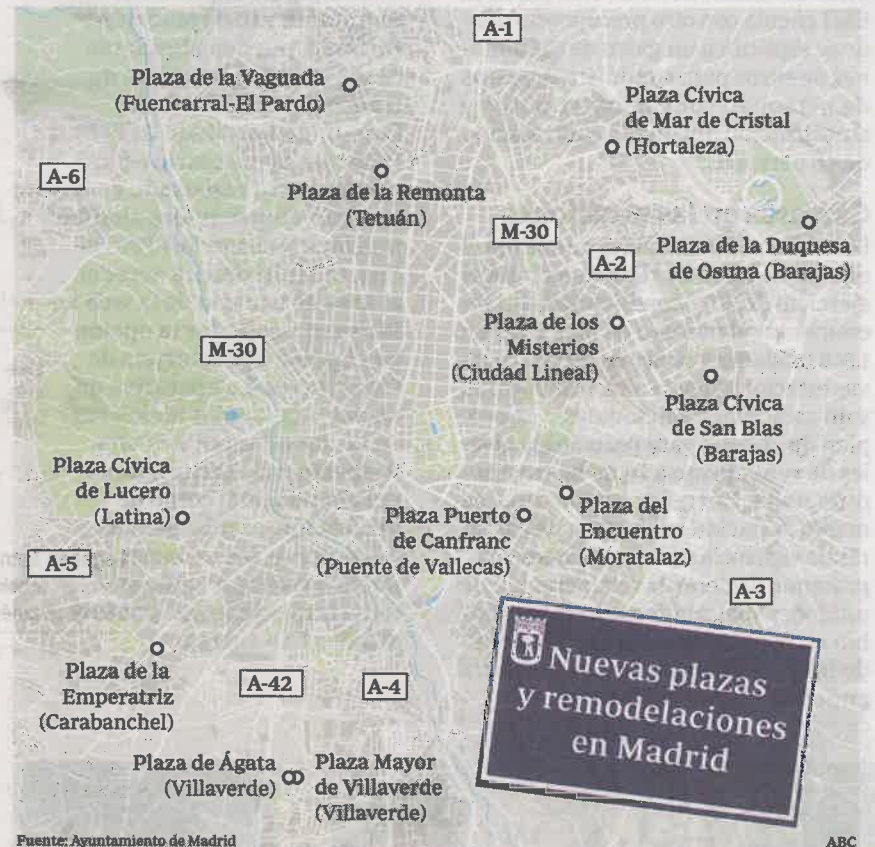 A-1
Plaza de la Vaguada
(Fuencarral-El Pardo)
Plaza Cívica
de Mar de Cristal
(Hortaleza)
A-6
Plaza de la Remonta
(Tetuán)
M-30
A-2
Plaza de la Duquesa
de Osuna (Barajas)
Plaza de los
Misterios
(Ciudad Lineal)
M-30
Plaza Cívica
de San Blas
(Barajas)
Plaza Cívica
de Lucero
(Latina)
Plaza Puerto
de Canfranc
(Puente de Vallecas)
Plaza del
Encuentro
(Moratalaz)
A-5
A-3
Plaza de la
Emperatriz
(Carabanchel)
A-42
A-4
Nuevas plazas
y remodelaciones
en Madrid
Plaza de Ágata
(Villaverde)
Plaza Mayor
de Villaverde
(Villaverde)
Fuente: Ayuntamiento de Madrid
ABC